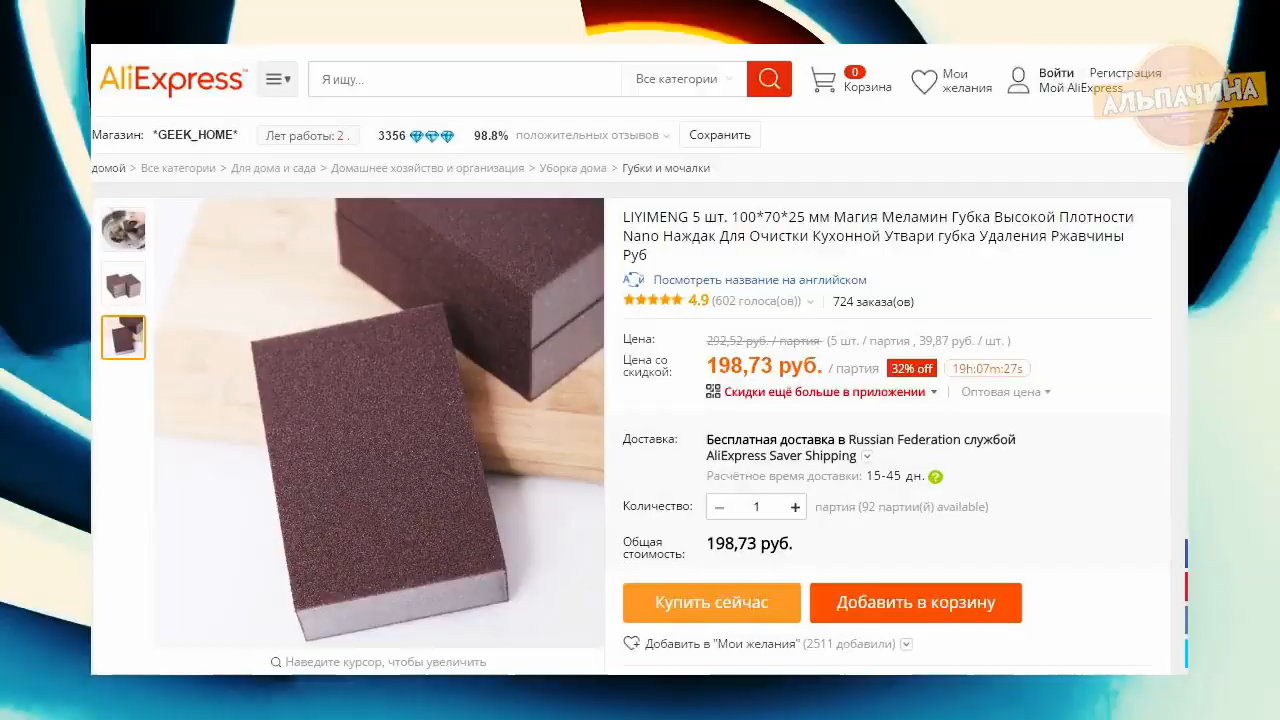 AliExpress™
Я ищу...
Все категории
0
Корзина
Мои желания
Войти Регистрация
Мой AliExpress
АЛЬПАЧИНА
Магазин: *GEEK_HOME* Лет работы: 2 . 3356 98.8% положительных отзывов Сохранить
домой > Все категории > Для дома и сада > Домашнее хозяйство и организация > Уборка дома > Губки и мочалки
LIYIMENG 5 шт. 100*70*25 мм Магия Меламин Губка Высокой Плотности
Nano Наждак Для Очистки Кухонной Утвари губка Удаления Ржавчины
Руб
Посмотреть название на английском
4.9 (602 голоса(ов)) 724 заказа(ов)
Цена: 292,52 руб. / партия (5 шт. / партия , 39,87 руб. / шт. )
Цена со скидкой: 198,73 руб. / партия 32% off 19h:07m:27s
Скидки ещё больше в приложении Оптовая цена
Доставка: Бесплатная доставка в Russian Federation службой
AliExpress Saver Shipping
Расчётное время доставки: 15-45 дн. ?
Количество: − 1 + партия (92 партии(й) available)
Общая стоимость: 198,73 руб.
Купить сейчас Добавить в корзину
Добавить в "Мои желания" (2511 добавили)
Наведите курсор, чтобы увеличить